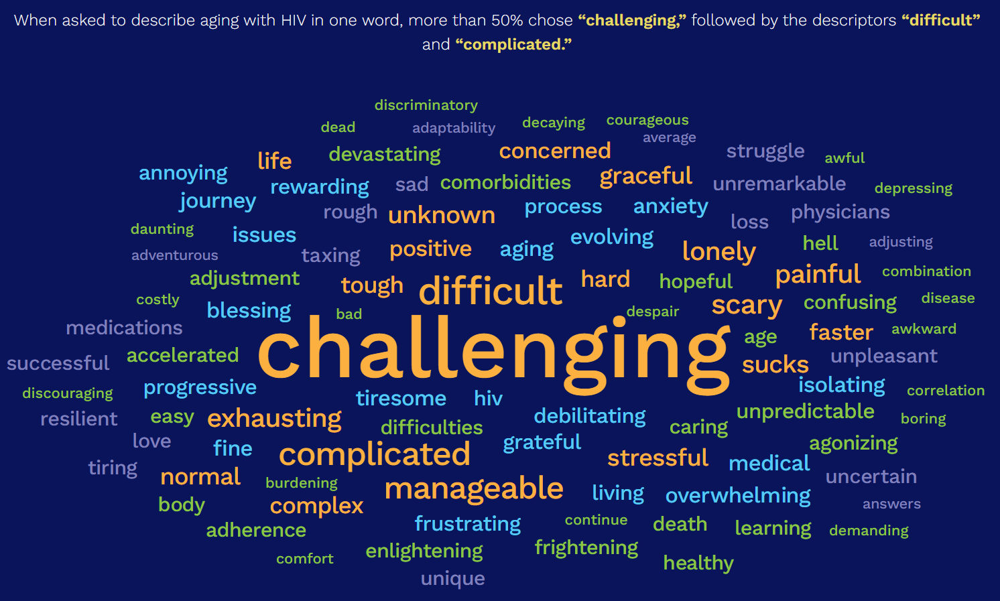 When asked to describe aging with HIV in one word, more than 50% chose “challenging,” followed by the descriptors “difficult”
and “complicated.”
discriminatory
dead adaptability decaying courageous
average
life devastating concerned struggle awful
annoying rewarding sad comorbidities graceful unremarkable depressing
journey rough unknown process anxiety loss physicians
daunting issues evolving hell adjusting
adventurous taxing positive aging lonely
adjustment tough difficult hard hopeful painful combination
costly blessing bad despair scary confusing disease
medications challenging age faster awkward
successful accelerated sucks unpleasant
discouraging progressive tiresome hiv isolating correlation
resilient easy exhausting difficulties debilitating caring unpredictable boring
love fine complicated grateful agonizing
tiring normal burdening stressful medical uncertain
body complex manageable living overwhelming answers
adherence frustrating continue death learning demanding
comfort enlightening frightening healthy
unique